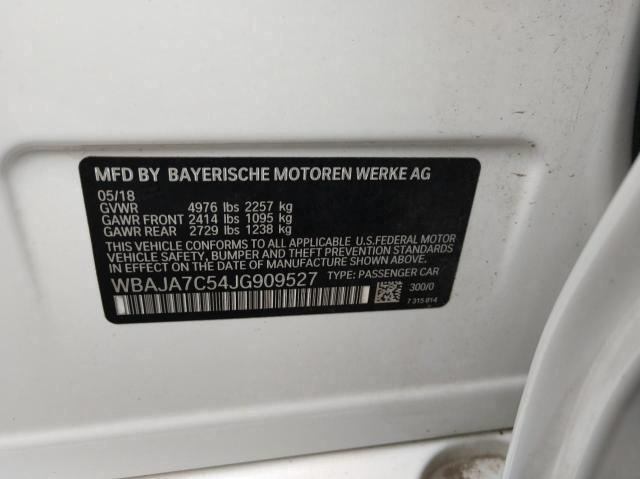 MFD BY BAYERISCHE MOTOREN WERKE AG
05/18
GVWR 4976 lbs 2257 kg
GAWR FRONT 2414 lbs 1095 kg
GAWR REAR 2729 lbs 1238 kg
THIS VEHICLE CONFORMS TO ALL APPLICABLE U.S.FEDERAL MOTOR
VEHICLE SAFETY, BUMPER AND THEFT PREVENTION STANDARDS
IN EFFECT ON THE DATE OF MANUFACTURE SHOWN ABOVE.
WBAJA7C54JG909527 TYPE: PASSENGER CAR
300/0
7 315 814